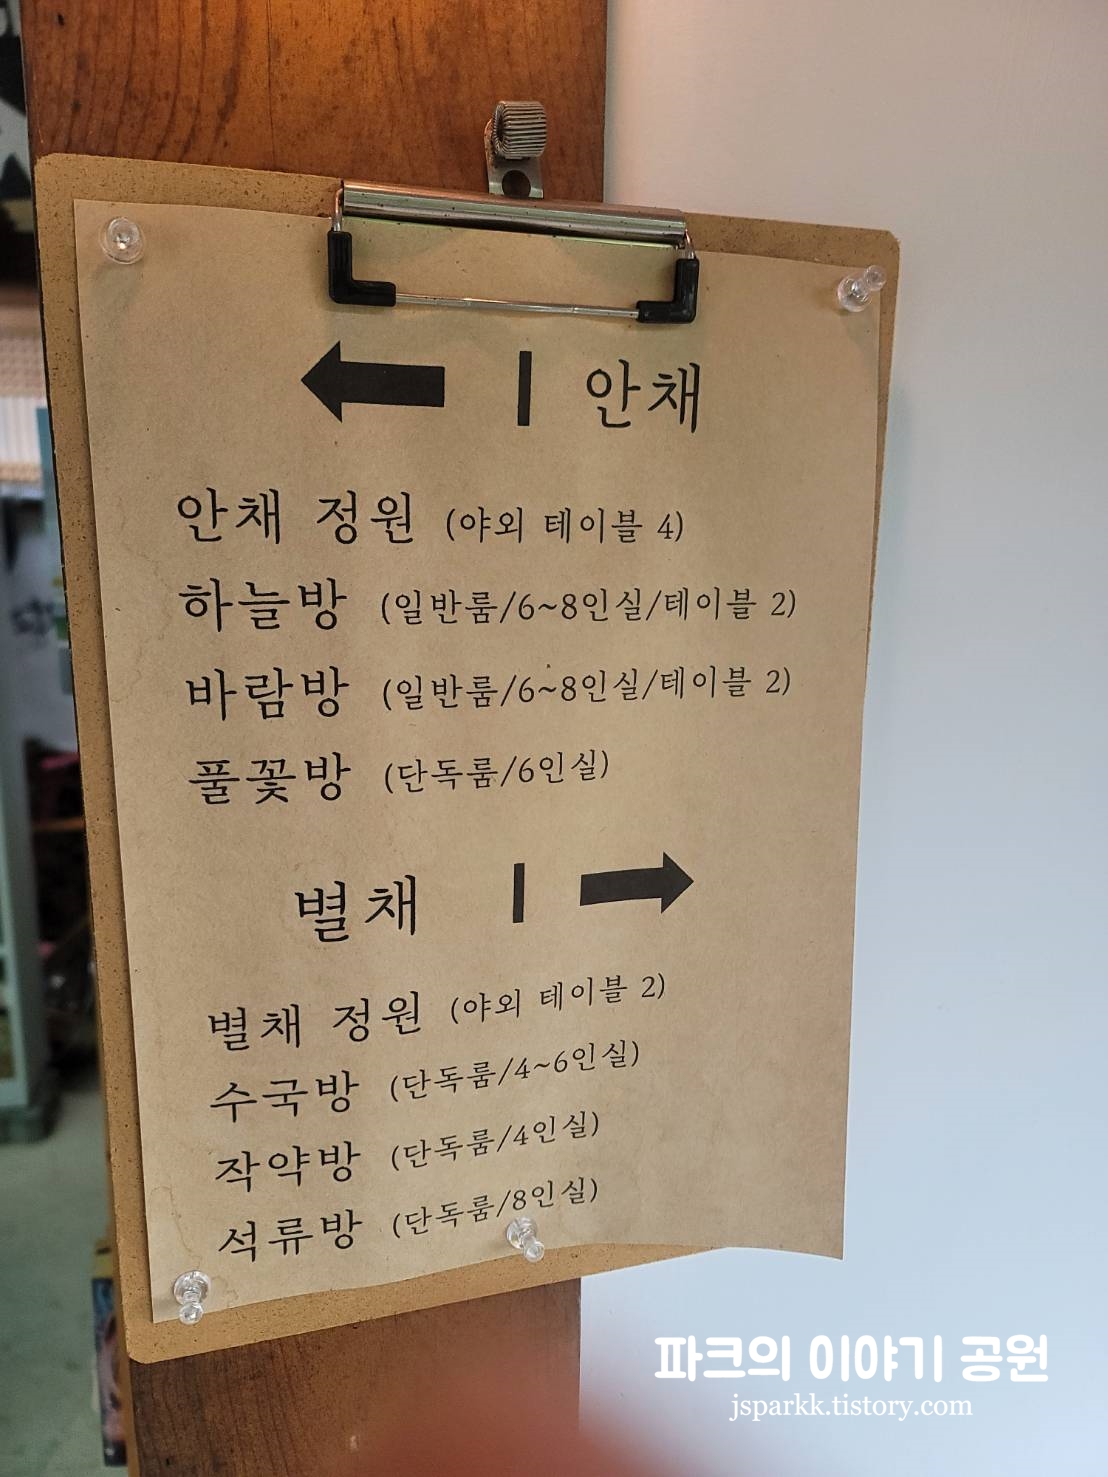 안채
안채 정원 (야외 테이블 4)
하늘방 (일반룸/6~8인실/테이블 2)
바람방 (일반룸/6~8인실/테이블 2)
풀꽃방 (단독룸/6인실)
별채
별채 정원 (야외 테이블 2)
수국방 (단독룸/4~6인실)
작약방 (단독룸/4인실)
석류방 (단독룸/8인실)
파크의 이야기 공원
jsparkk.tistory.com